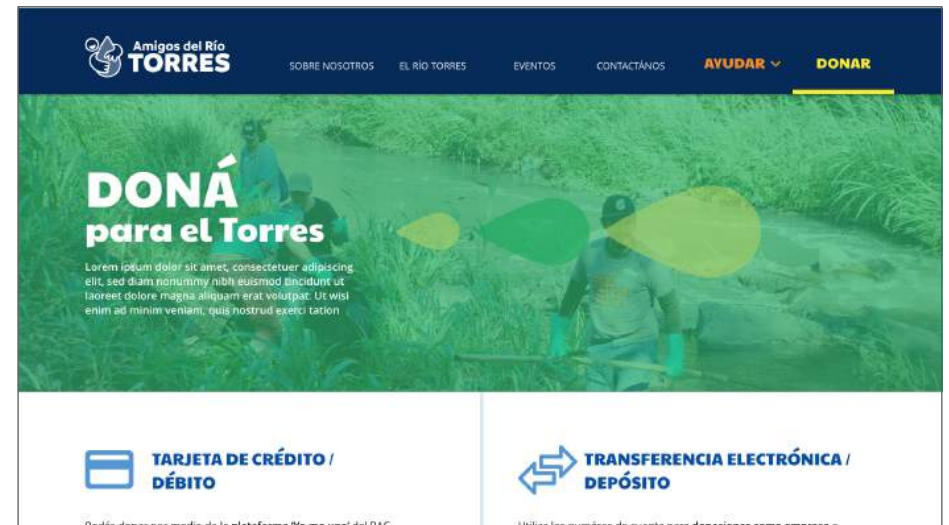 Amigos del Río
TORRES
SOBRE NOSOTROS
EL RÍO TORRES
EVENTOS
CONTACTÁNOS
AYUDAR
DONAR
DONÁ
para el Torres
Lorem ipsum dolor sit amet, consectetuer adipiscing
elit, sed diam nonummy nibh euismod tincidunt ut
laoreet dolore magna aliquam erat volutpat. Ut wisi
enim ad minim veniam, quis nostrud exerci tation
TARJETA DE CRÉDITO /
DÉBITO
TRANSFERENCIA ELECTRÓNICA /
DEPÓSITO